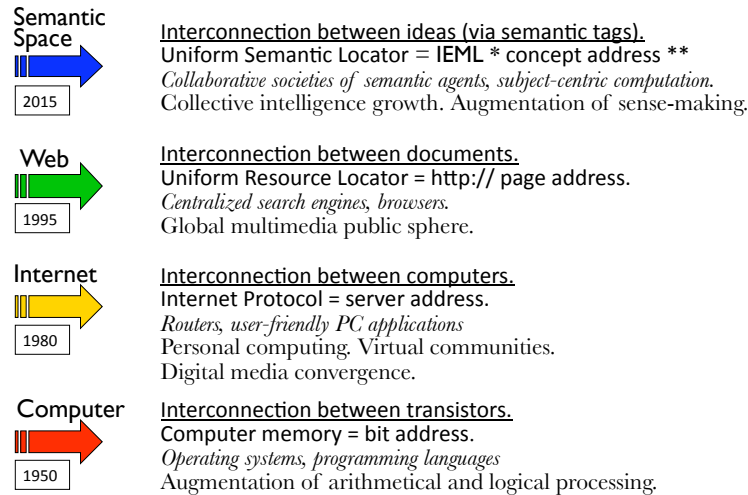 Semantic
Space
2015
Interconnection between ideas (via semantic tags).
Uniform Semantic Locator = IEML * concept address **
Collaborative societies of semantic agents, subject-centric computation.
Collective intelligence growth. Augmentation of sense-making.
Web
1995
Interconnection between documents.
Uniform Resource Locator = http:// page address.
Centralized search engines, browsers.
Global multimedia public sphere.
Internet
1980
Interconnection between computers.
Internet Protocol = server address.
Routers, user-friendly PC applications
Personal computing. Virtual communities.
Digital media convergence.
Computer
1950
Interconnection between transistors.
Computer memory = bit address.
Operating systems, programming languages
Augmentation of arithmetical and logical processing.